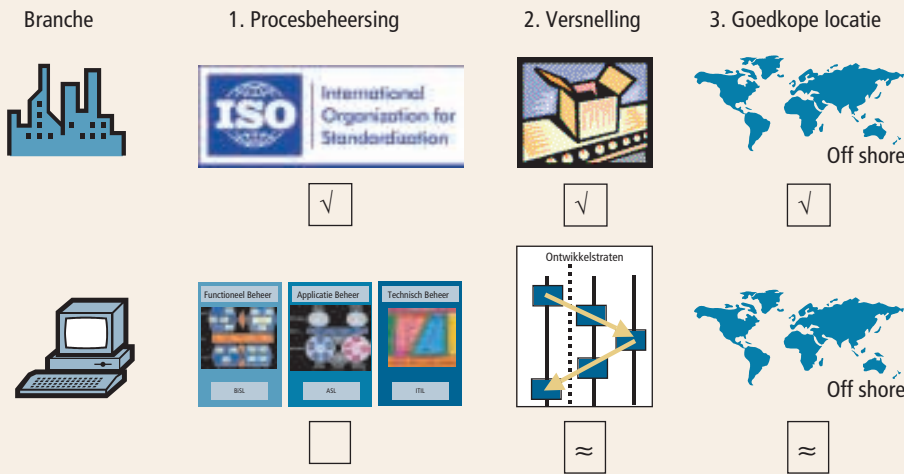 Branche
1. Procesbeheersing
2. Versnelling
3. Goedkope locatie
ISO
International
Organization for
Standardization
Off shore
√
√
√
Functioneel Beheer
Applicatie Beheer
Technisch Beheer
BiSL
ASL
ITIL
Ontwikkelstraten
Off shore
≈
≈